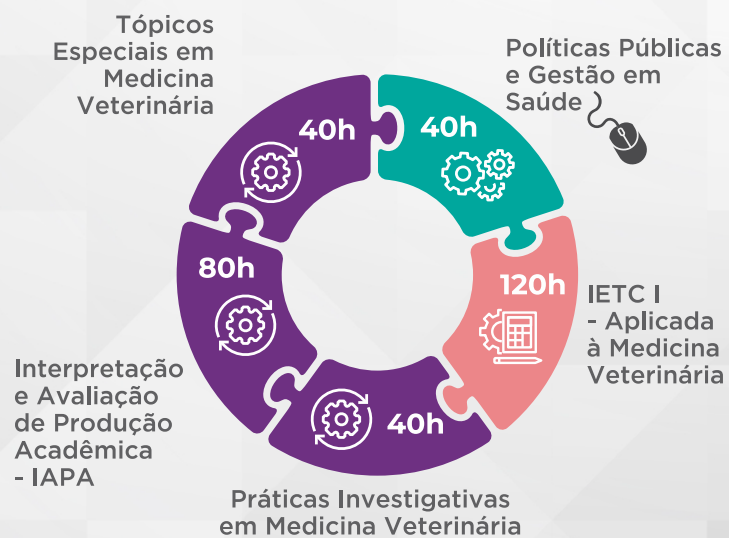 Tópicos
Especiais em
Medicina
Veterinária
40h
Políticas Públicas
e Gestão em
Saúde
40h
IETC I
- Aplicada
à Medicina
Veterinária
120h
Práticas Investigativas
em Medicina Veterinária
40h
Interpretação
e Avaliação
de Produção
Acadêmica
- IAPA
80h